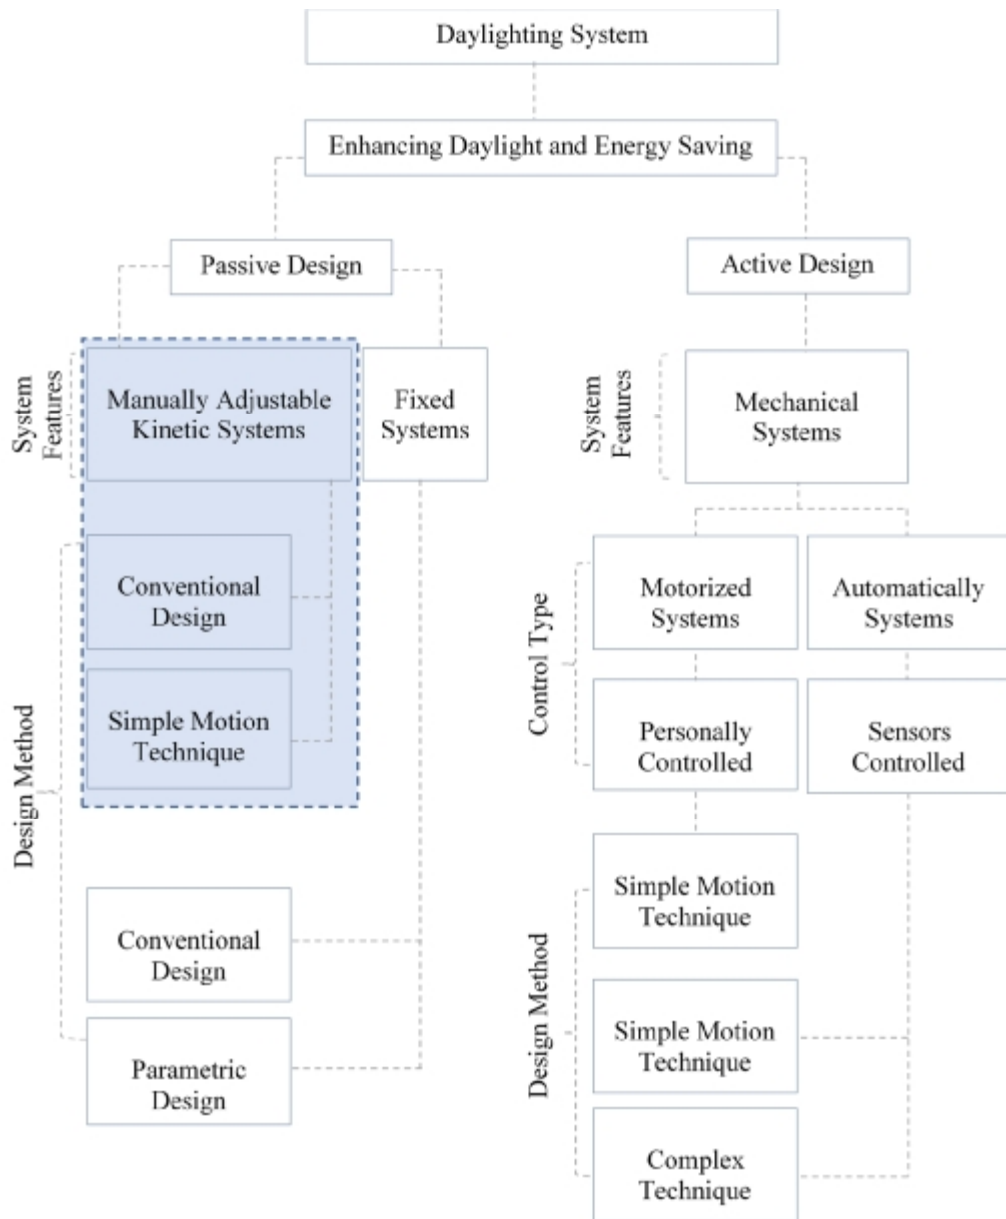 Daylighting System
Enhancing Daylight and Energy Saving
Passive Design
Active Design
System
Features
Manually Adjustable
Kinetic Systems
Fixed
Systems
System
Features
Mechanical
Systems
Design Method
Conventional
Design
Simple Motion
Technique
Conventional
Design
Parametric
Design
Control Type
Motorized
Systems
Automatically
Systems
Personally
Controlled
Sensors
Controlled
Design Method
Simple Motion
Technique
Simple Motion
Technique
Complex
Technique